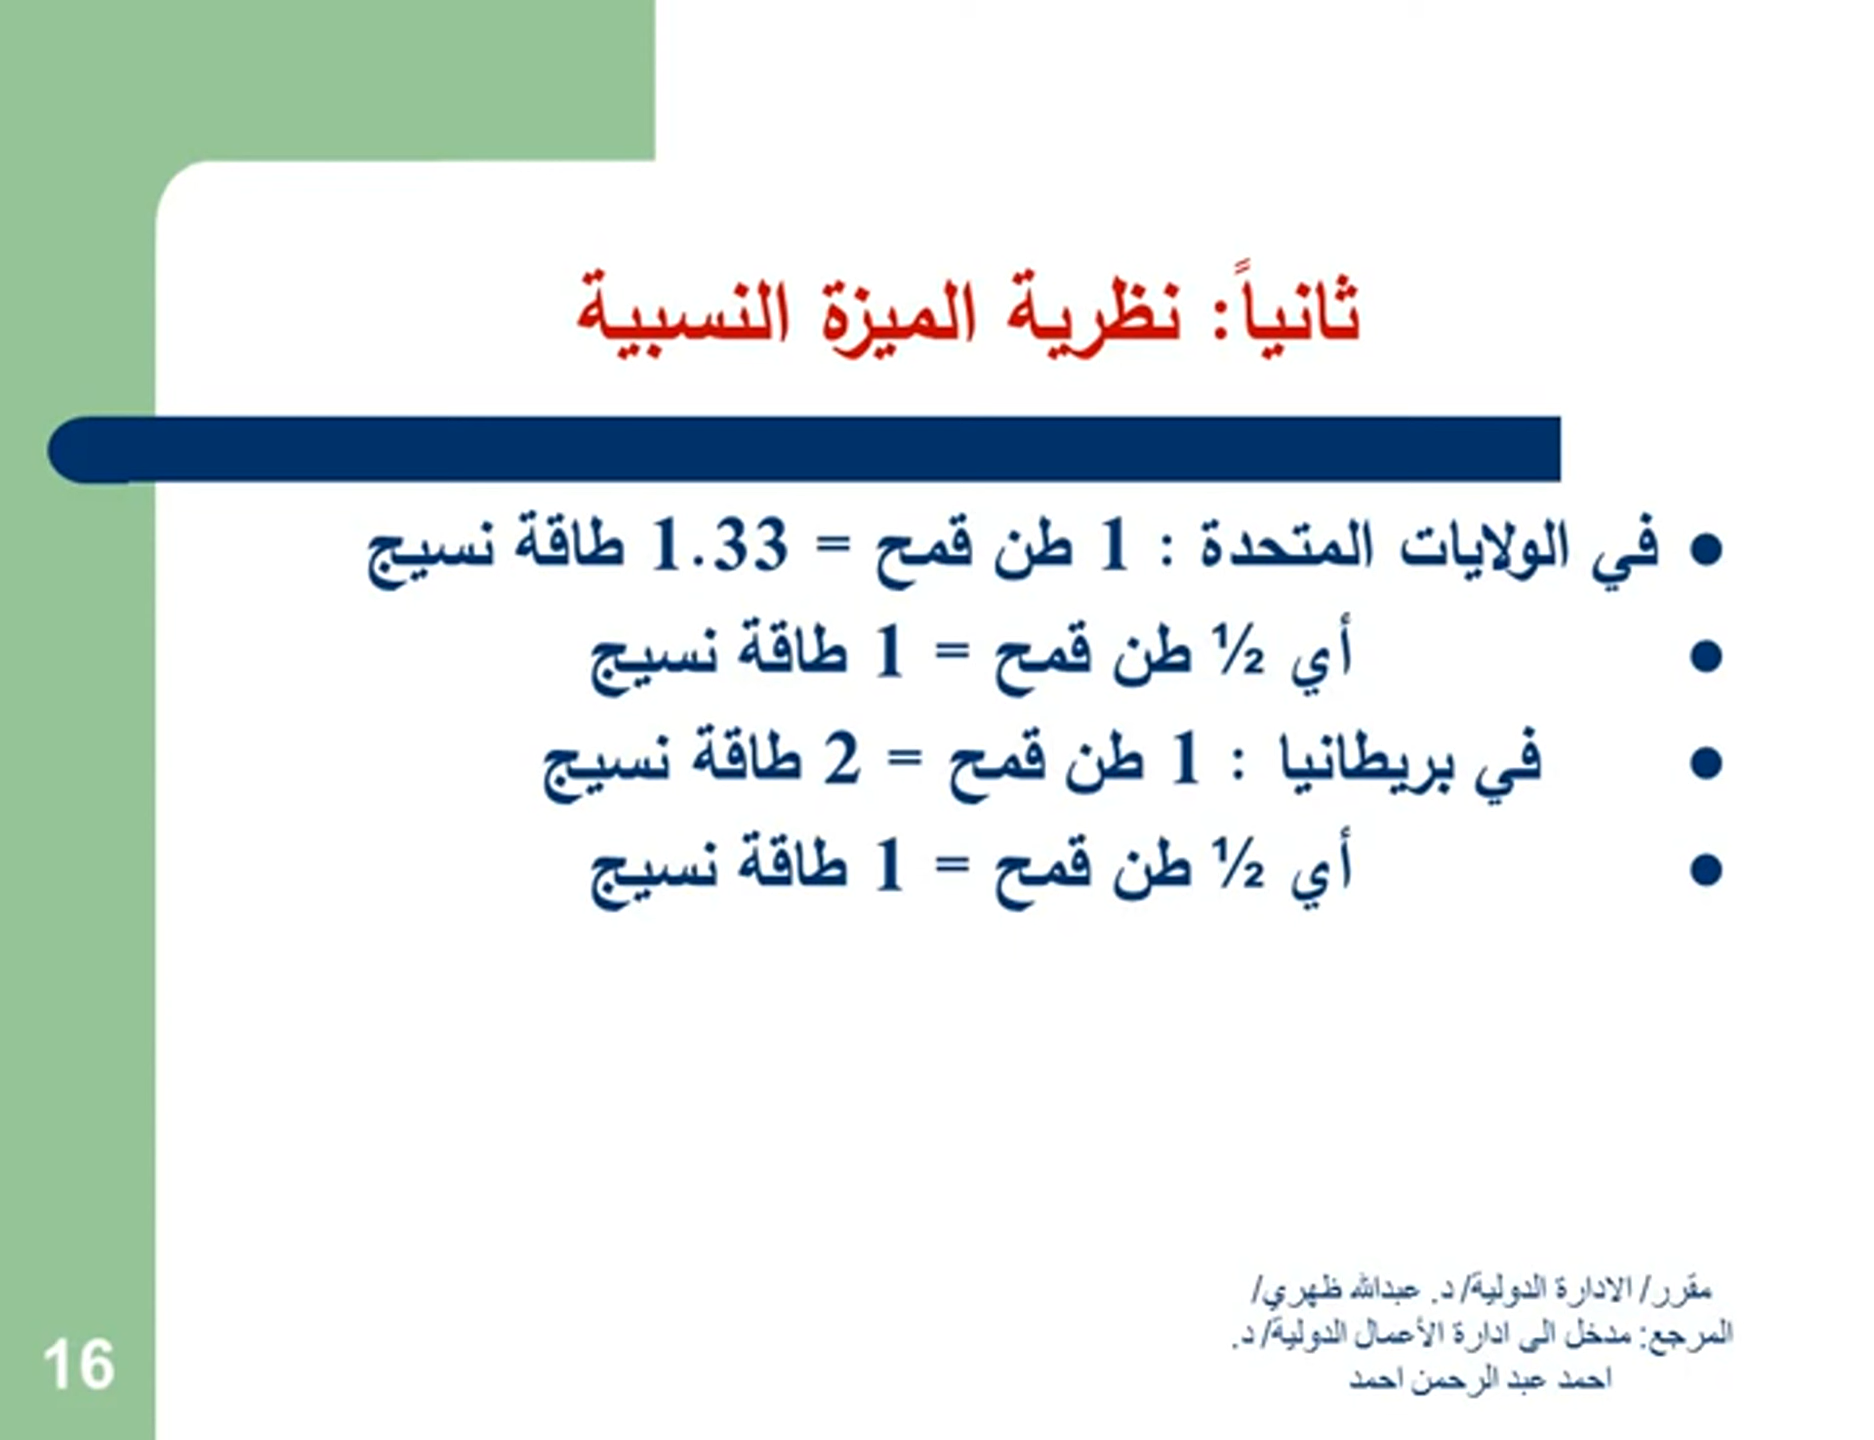 ثانياً: نظرية الميزة النسبية
● في الولايات المتحدة : 1 طن قمح = 1.33 طاقة نسيج
● أي ½ طن قمح = 1 طاقة نسيج
● في بريطانيا : 1 طن قمح = 2 طاقة نسيج
● أي ½ طن قمح = 1 طاقة نسيج
مقرر/ الادارة الدولية/ د. عبدالله ظهري/
المرجع: مدخل الى ادارة الأعمال الدولية/ د.
احمد عبد الرحمن احمد
16